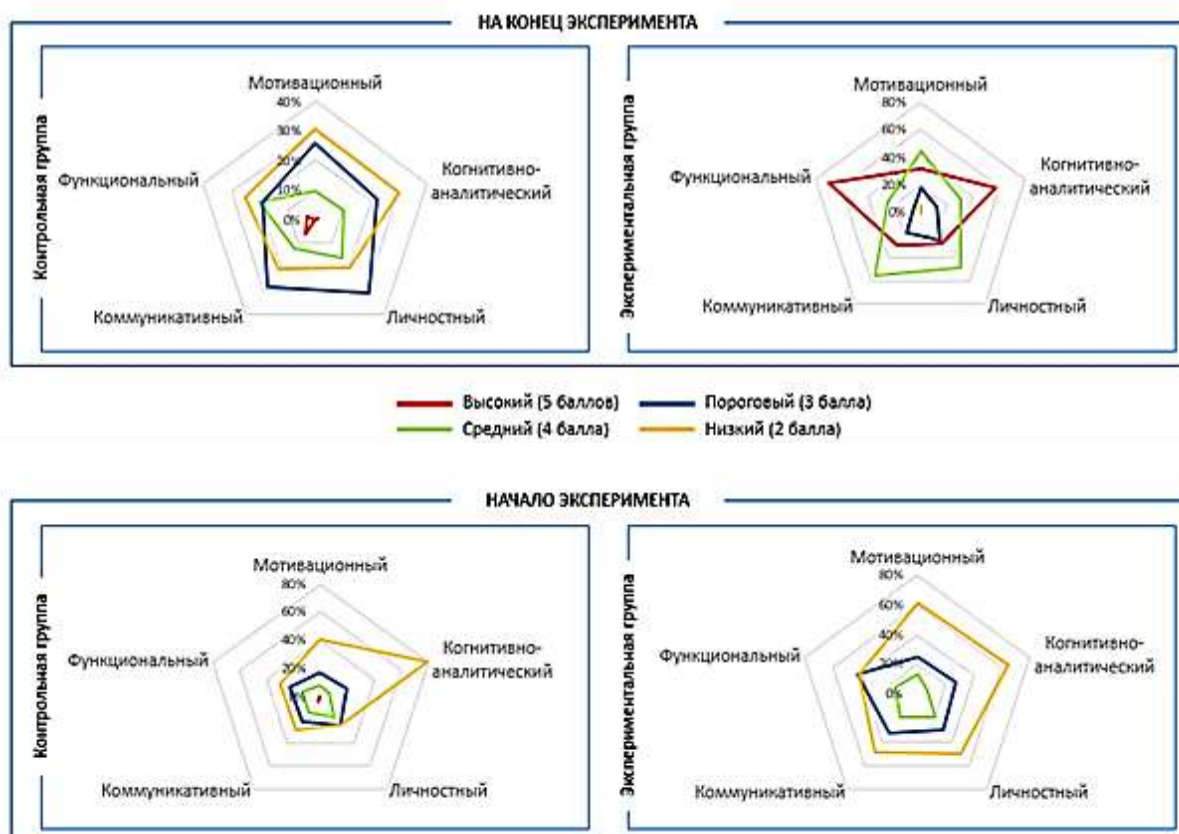 НА КОНЕЦ ЭКСПЕРИМЕНТА
Контрольная группа
Мотивационный
40%
30%
20%
10%
0%
Функциональный
Когнитивно-
аналитический
Коммуникативный
Личностный
Экспериментальная группа
Мотивационный
80%
60%
40%
20%
0%
Функциональный
Когнитивно-
аналитический
Коммуникативный
Личностный
Высокий (5 баллов)
Пороговый (3 балла)
Средний (4 балла)
Низкий (2 балла)
НАЧАЛО ЭКСПЕРИМЕНТА
Контрольная группа
Мотивационный
80%
60%
40%
20%
0%
Функциональный
Когнитивно-
аналитический
Коммуникативный
Личностный
Экспериментальная группа
Мотивационный
80%
60%
40%
20%
0%
Функциональный
Когнитивно-
аналитический
Коммуникативный
Личностный